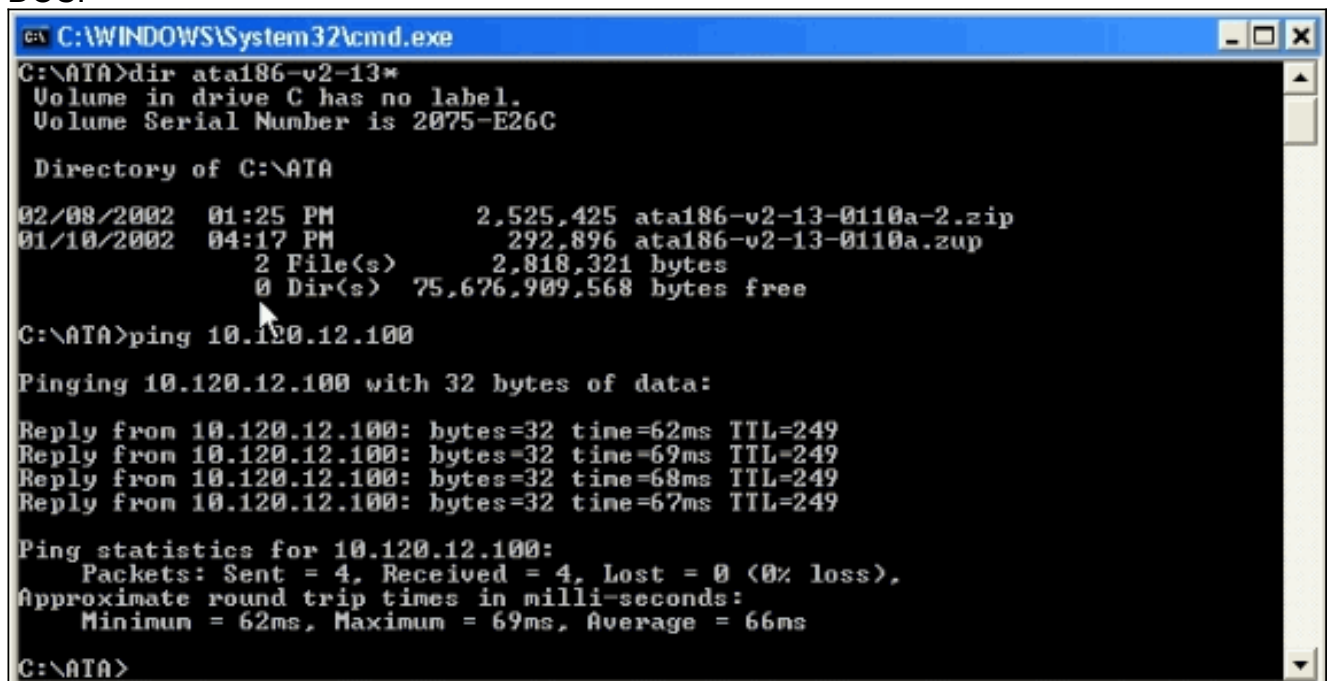 C:\WINDOWS\System32\cmd.exe
C:\ATA>dir ata186-v2-13*
Volume in drive C has no label.
Volume Serial Number is 2075-E26C
Directory of C:\ATA
02/08/2002 01:25 PM 2,525,425 ata186-v2-13-0110a-2.zip
01/10/2002 04:17 PM 292,896 ata186-v2-13-0110a.zup
2 File(s) 2,818,321 bytes
0 Dir(s) 75,676,909,568 bytes free
C:\ATA>ping 10.120.12.100
Pinging 10.120.12.100 with 32 bytes of data:
Reply from 10.120.12.100: bytes=32 time=62ms TTL=249
Reply from 10.120.12.100: bytes=32 time=69ms TTL=249
Reply from 10.120.12.100: bytes=32 time=68ms TTL=249
Reply from 10.120.12.100: bytes=32 time=67ms TTL=249
Ping statistics for 10.120.12.100:
Packets: Sent = 4, Received = 4, Lost = 0 (0% loss),
Approximate round trip times in milli-seconds:
Minimum = 62ms, Maximum = 69ms, Average = 66ms
C:\ATA>